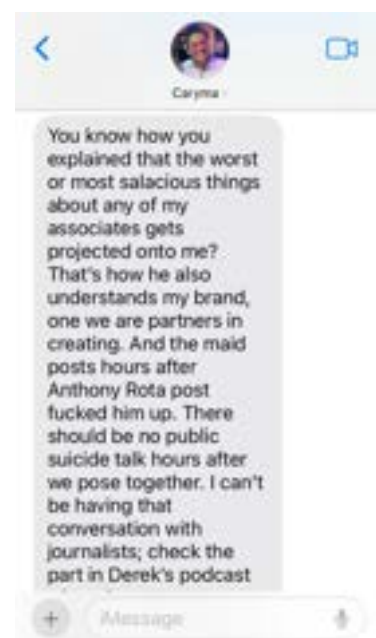 Caryma
You know how you
explained that the worst
or most salacious things
about any of my
associates gets
projected onto me?
That's how he also
understands my brand,
one we are partners in
creating. And the maid
posts hours after
Anthony Rota post
fucked him up. There
should be no public
suicide talk hours after
we pose together. I can't
be having that
conversation with
journalists; check the
part in Derek's podcast
iMessage